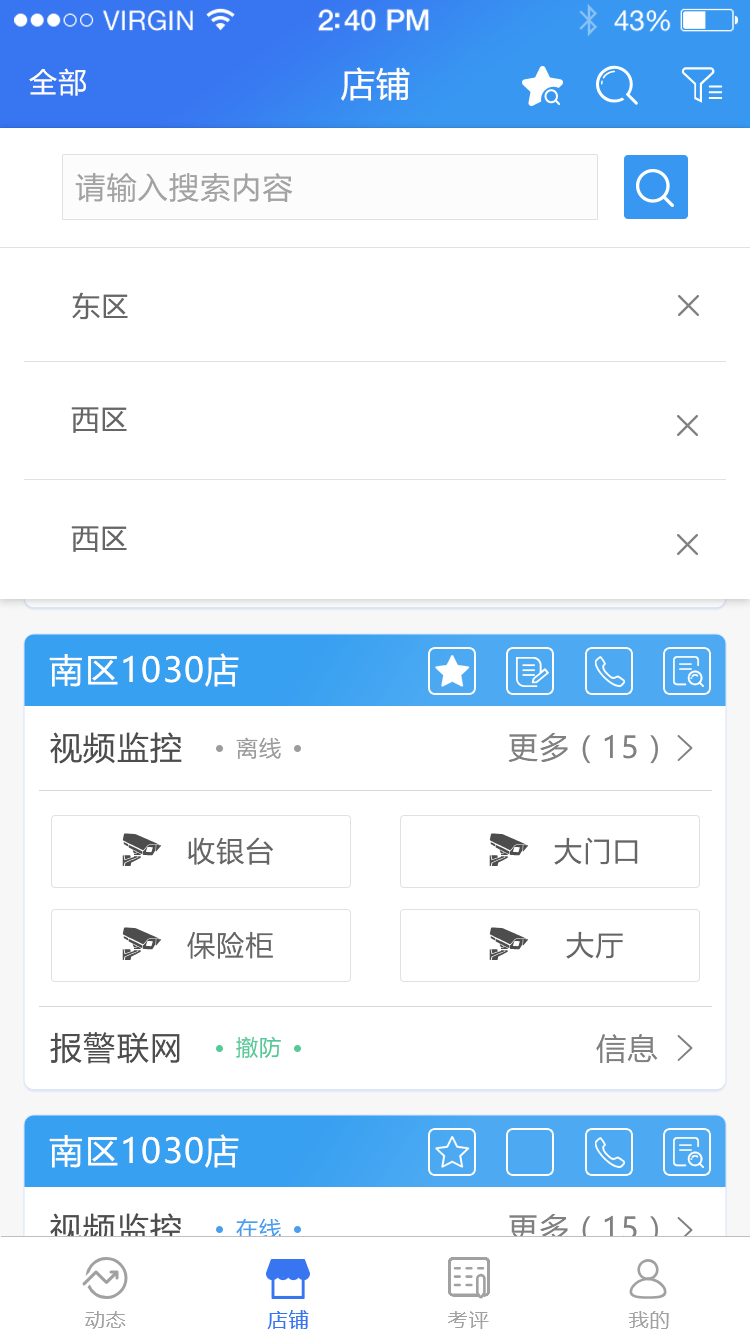 VIRGIN 2:40 PM 43%
全部 店铺
请输入搜索内容
东区
西区
西区
南区1030店
视频监控 • 离线 • 更多 ( 15 )
收银台 大门口
保险柜 大厅
报警联网 • 撤防 • 信息
南区1030店
视频监控 • 在线 • 更多 ( 15 )
动态 店铺 考评 我的